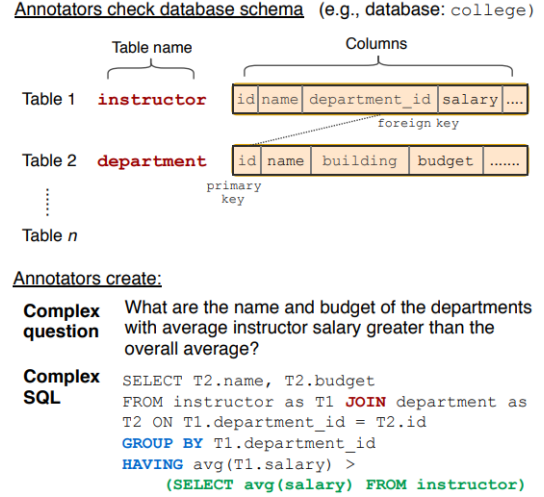 Annotators check database schema (e.g., database: college)
Table name Columns
Table 1 instructor id name department_id salary ....
foreign key
Table 2 department id name building budget .......
primary
key
Table n
Annotators create:
Complex What are the name and budget of the departments
question with average instructor salary greater than the
overall average?
Complex SELECT T2.name, T2.budget
SQL FROM instructor as T1 JOIN department as
T2 ON T1.department_id = T2.id
GROUP BY T1.department_id
HAVING avg(T1.salary) >
(SELECT avg(salary) FROM instructor)